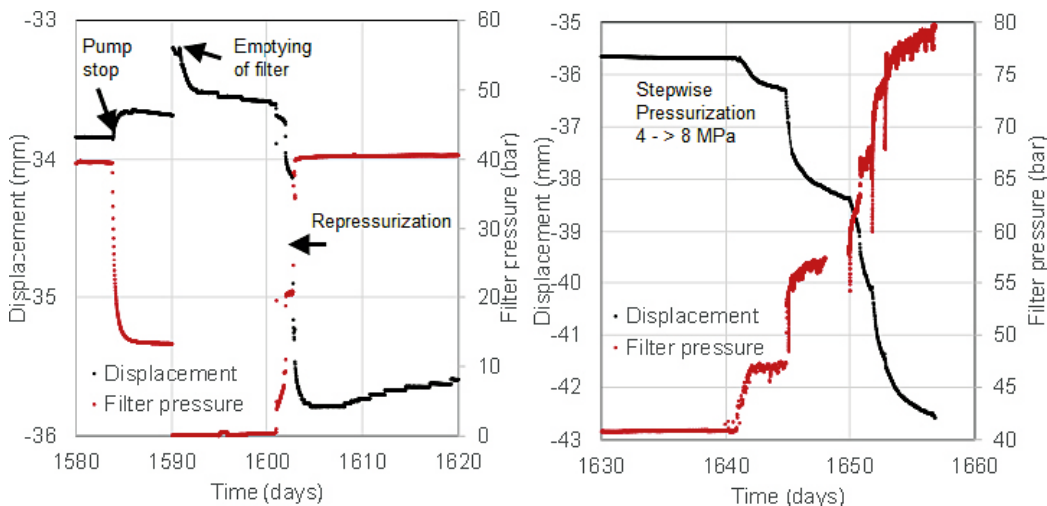 -33
-34
-35
-36
Displacement (mm)
60
50
40
30
20
10
0
Filter pressure (bar)
Pump
stop
Emptying
of filter
Repressurization
Displacement
Filter pressure
1580 1590 1600 1610 1620
Time (days)
-35
-36
-37
-38
-39
-40
-41
-42
-43
Displacement (mm)
80
75
70
65
60
55
50
45
40
Filter pressure (bar)
Stepwise
Pressurization
4 - > 8 MPa
Displacement
Filter pressure
1630 1640 1650 1660
Time (days)